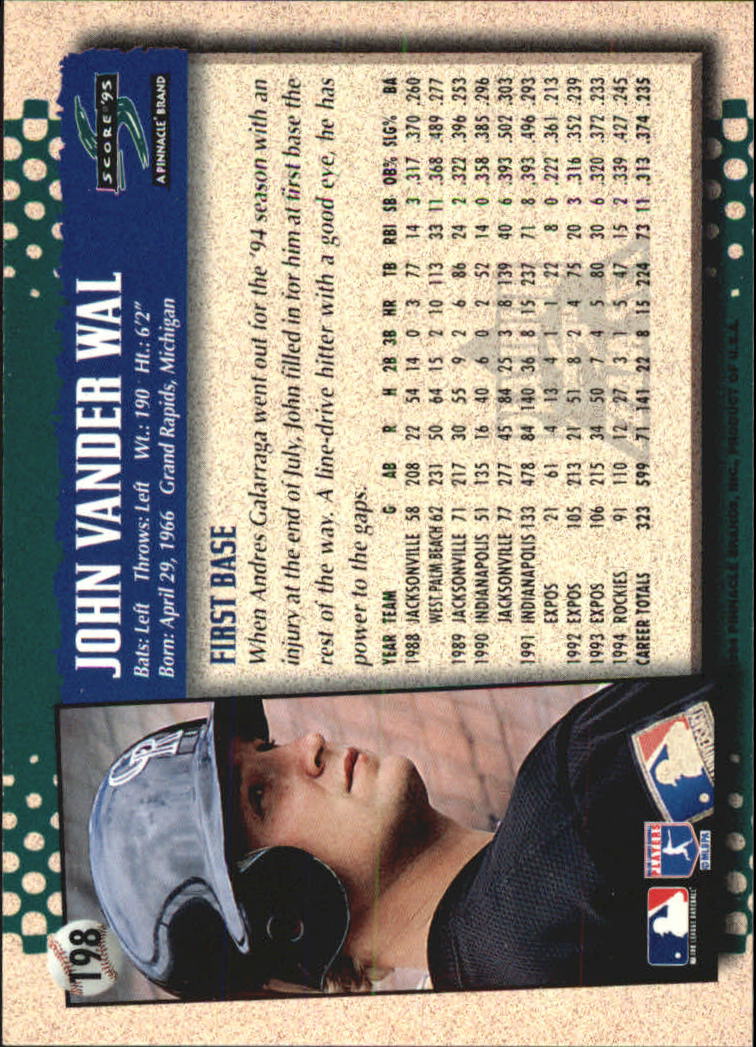 198
JOHN VANDER WAL
Bats: Left Throws: Left Wt.: 190 Ht.: 6'2"
Born: April 29, 1966 Grand Rapids, Michigan
SCORE '95
A PINNACLE BRAND
FIRST BASE
When Andres Galarraga went out for the '94 season with an
injury at the end of July, John filled in for him at first base the
rest of the way. A line-drive hitter with a good eye, he has
power to the gaps.
YEAR TEAM G AB R H 2B 3B HR TB RBI SB OB% SLG% BA
1988 JACKSONVILLE 58 208 22 54 14 0 3 77 14 3 .317 .370 .260
WEST PALM BEACH 62 231 50 64 15 2 10 113 33 11 .368 .489 .277
1989 JACKSONVILLE 71 217 30 55 9 2 6 86 24 2 .322 .396 .253
1990 INDIANAPOLIS 51 135 16 40 6 0 2 52 14 0 .358 .385 .296
JACKSONVILLE 77 277 45 84 25 3 8 139 40 6 .393 .502 .303
1991 INDIANAPOLIS 133 478 84 140 36 8 15 237 71 8 .393 .496 .293
EXPOS 21 61 4 13 4 1 1 22 8 0 .222 .361 .213
1992 EXPOS 105 213 21 51 8 2 4 75 20 3 .316 .352 .239
1993 EXPOS 106 215 34 50 7 4 5 80 30 6 .320 .372 .233
1994 ROCKIES 91 110 12 27 3 1 5 47 15 2 .339 .427 .245
CAREER TOTALS 323 599 71 141 22 8 15 224 73 11 .313 .374 .235
CR
PLAYERS
© MLBPA
MAJOR LEAGUE BASEBALL
1994 PINNACLE BRANDS, INC., PRODUCT OF U.S.A.